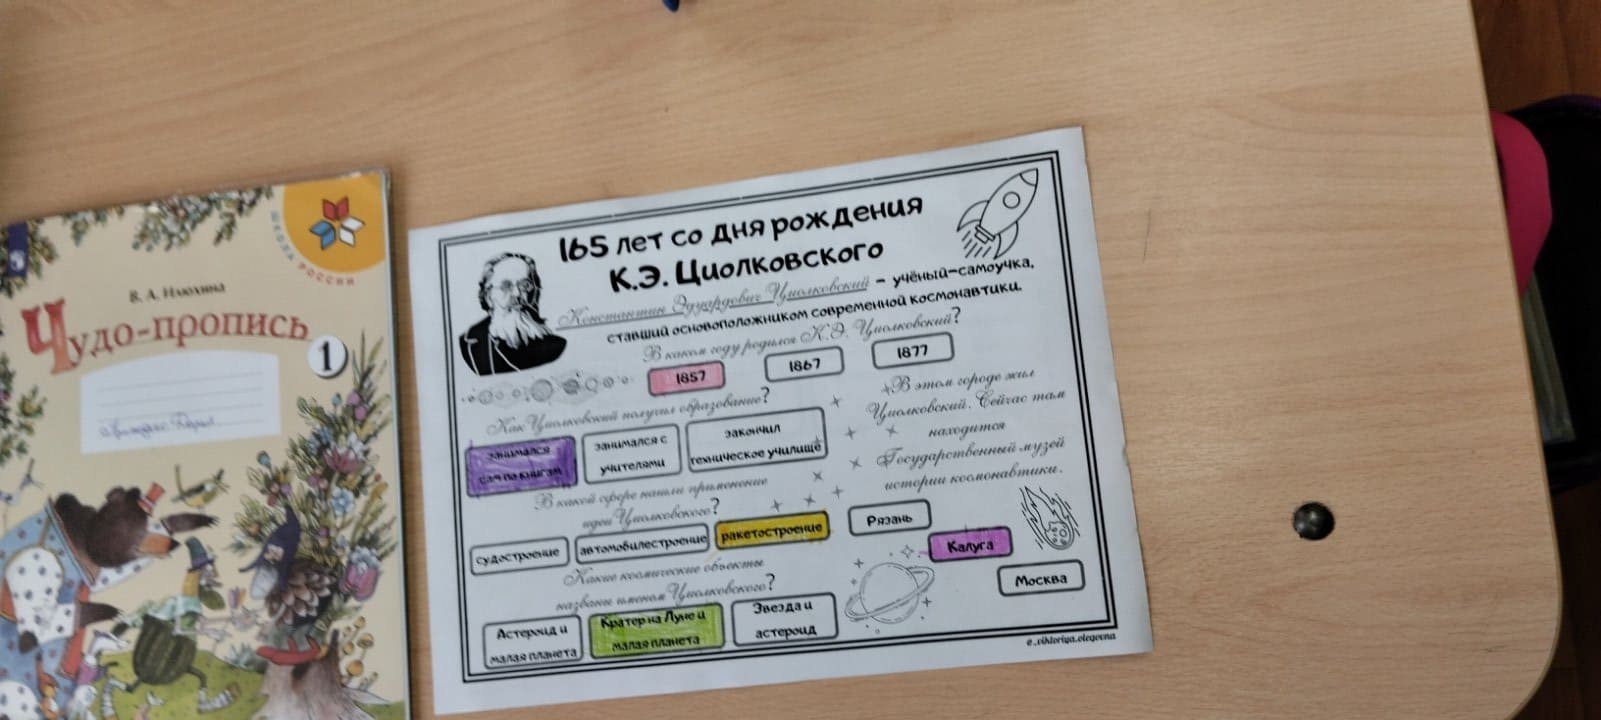 ШКОЛА РОССИИ
В. А. Илюхина
Чудо-пропись
1
165 лет со дня рождения
К.Э. Циолковского
Константин Эдуардович Циолковский - учёный-самоучка,
ставший основоположником современной космонавтики.
В каком году родился К.Э. Циолковский?
1857
1867
1877
Как Циолковский получил образование?
занимался
сам по книгам
занимался с
учителями
закончил
техническое училище
В какой сфере нашли применение
идеи Циолковского?
судостроение
автомобилестроение
ракетостроение
Какие космические объекты
назване именем Циолковского?
Астероид и
малая планета
Кратер на Луне и
малая планета
Звезда и
астероид
В этом городе жил
Циолковский. Сейчас там
находится
Государственный музей
истории космонавтики.
Рязань
Калуга
Москва
e_viktoriya.olegovna